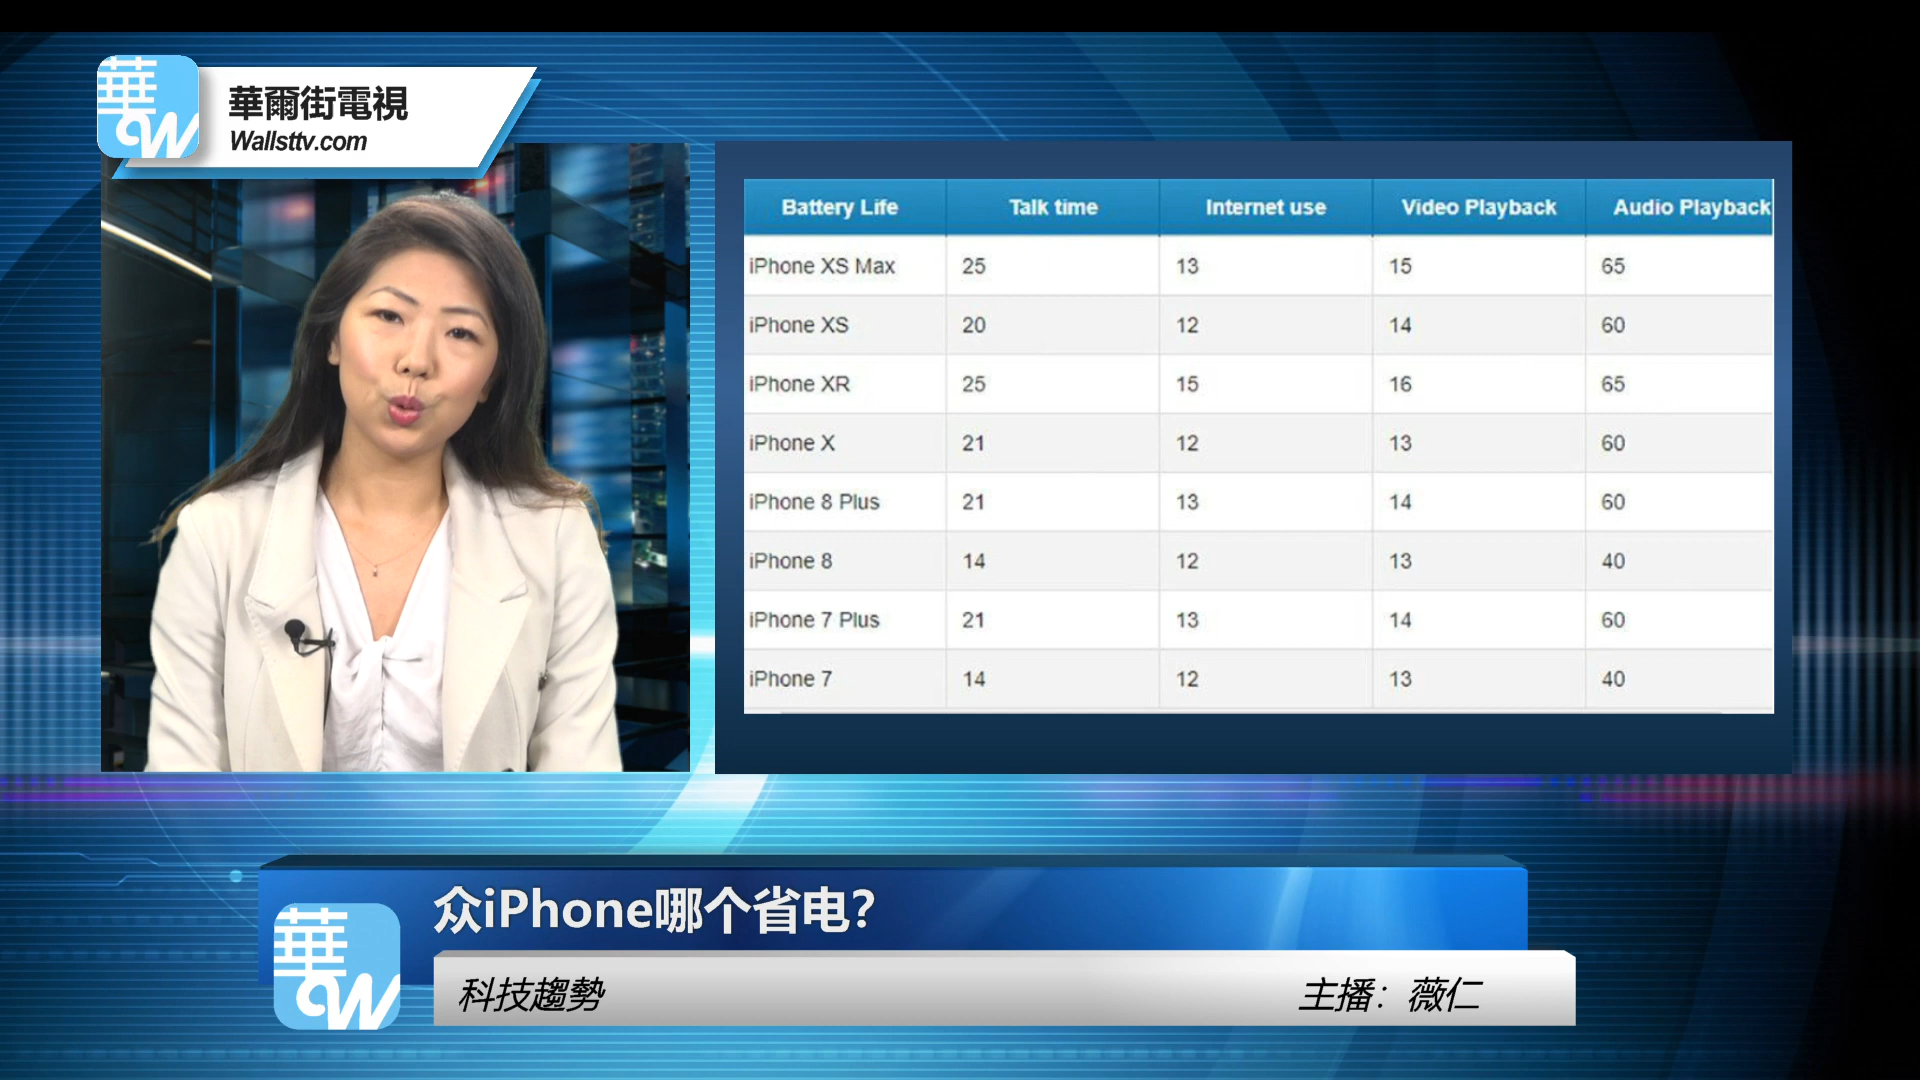 華
W
華爾街電視
Wallsttv.com
Battery Life Talk time Internet use Video Playback Audio Playback
iPhone XS Max 25 13 15 65
iPhone XS 20 12 14 60
iPhone XR 25 15 16 65
iPhone X 21 12 13 60
iPhone 8 Plus 21 13 14 60
iPhone 8 14 12 13 40
iPhone 7 Plus 21 13 14 60
iPhone 7 14 12 13 40
众iPhone哪个省电?
華
W
科技趨勢 主播：薇仁